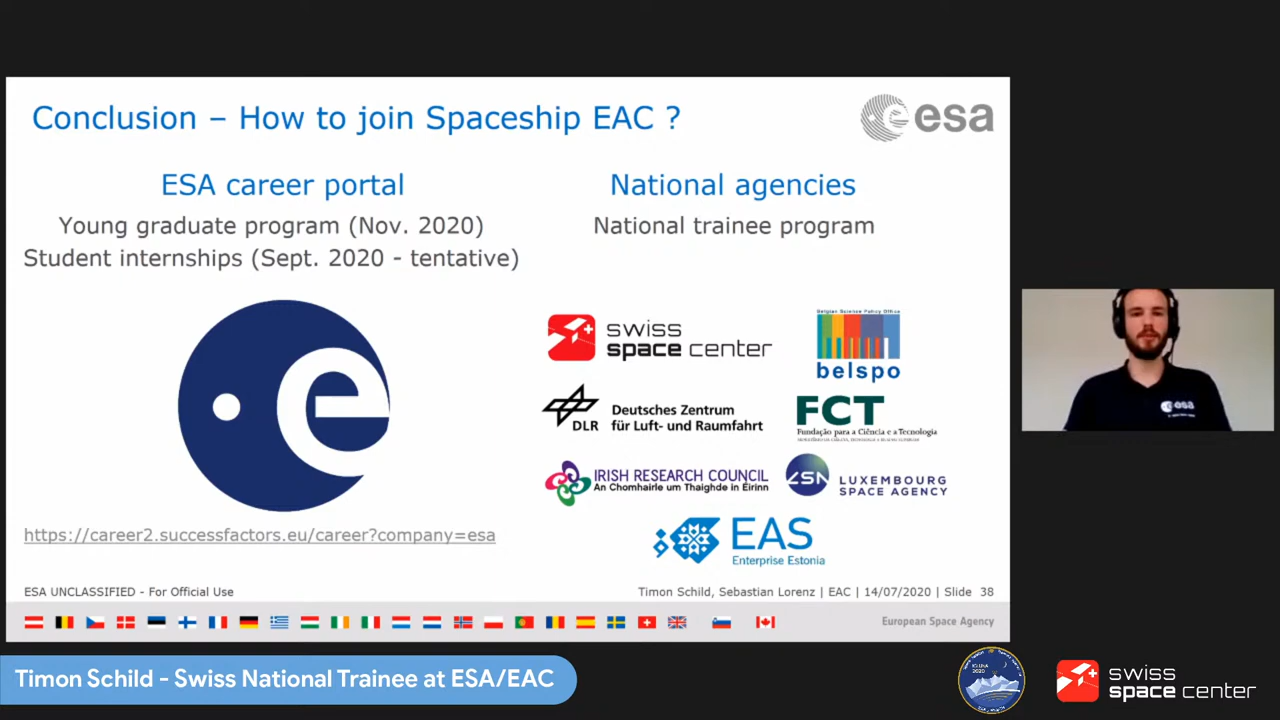 Conclusion – How to join Spaceship EAC ?
esa
ESA career portal
Young graduate program (Nov. 2020)
Student internships (Sept. 2020 - tentative)
https://career2.successfactors.eu/career?company=esa
National agencies
National trainee program
swiss
space center
Belgian Science Policy Office
belspo
DLR
Deutsches Zentrum
für Luft- und Raumfahrt
FCT
Fundação para a Ciência e a Tecnologia
IRISH RESEARCH COUNCIL
An Chomhairle um Thaighde in Éirinn
LSA
LUXEMBOURG
SPACE AGENCY
EAS
Enterprise Estonia
ESA UNCLASSIFIED - For Official Use
Timon Schild, Sebastian Lorenz | EAC | 14/07/2020 | Slide 38
European Space Agency
esa
Timon Schild - Swiss National Trainee at ESA/EAC
IGLUNA
2020
swiss
space center